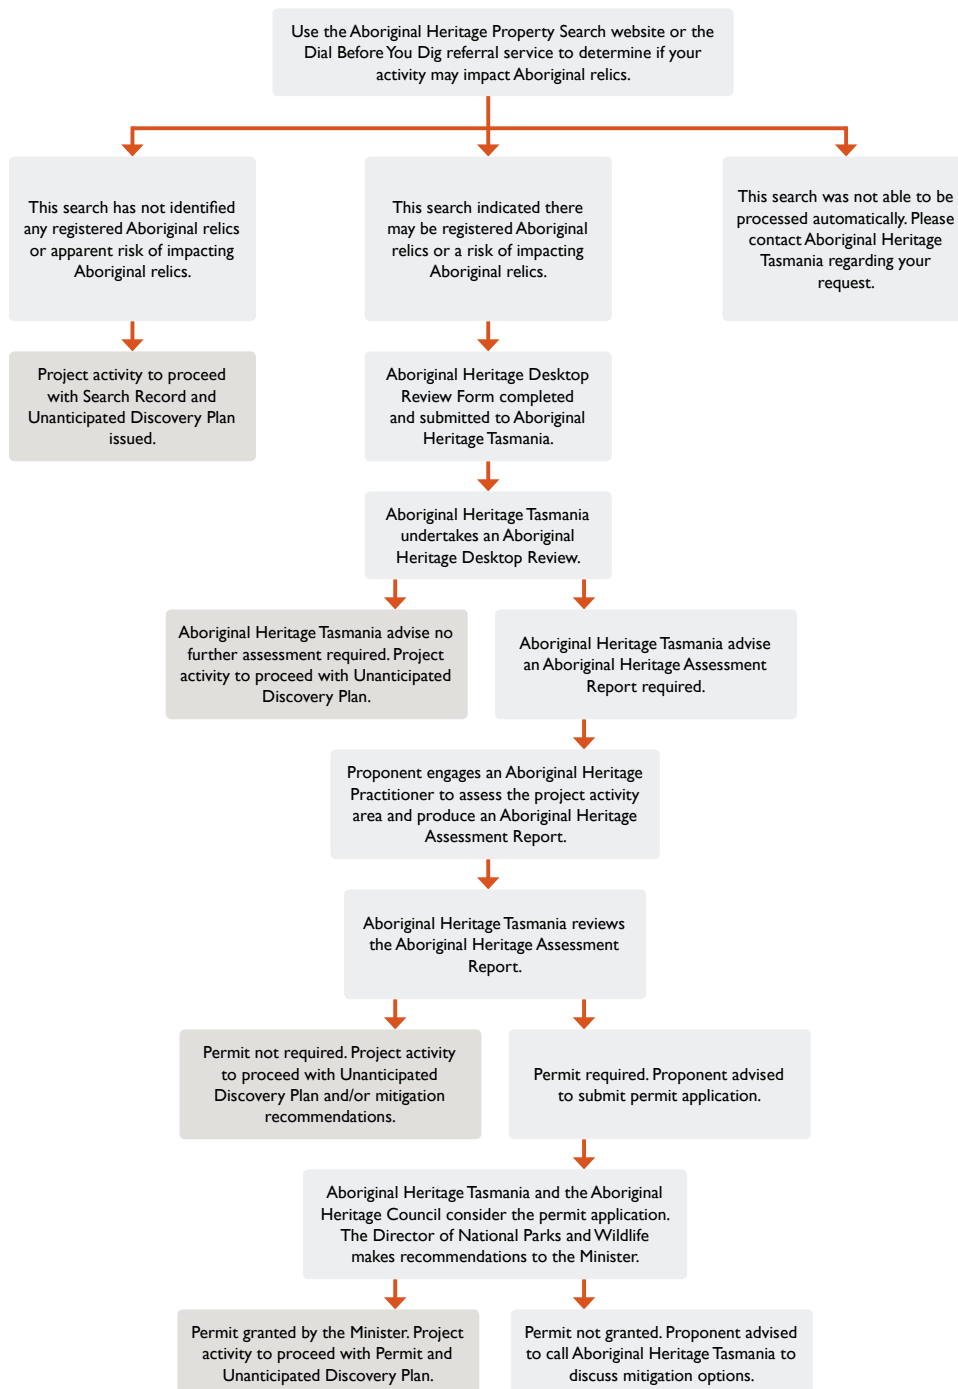 Use the Aboriginal Heritage Property Search website or the
Dial Before You Dig referral service to determine if your
activity may impact Aboriginal relics.
This search has not identified
any registered Aboriginal relics
or apparent risk of impacting
Aboriginal relics.
This search indicated there
may be registered Aboriginal
relics or a risk of impacting
Aboriginal relics.
This search was not able to be
processed automatically. Please
contact Aboriginal Heritage
Tasmania regarding your
request.
Project activity to proceed
with Search Record and
Unanticipated Discovery Plan
issued.
Aboriginal Heritage Desktop
Review Form completed
and submitted to Aboriginal
Heritage Tasmania.
Aboriginal Heritage Tasmania
undertakes an Aboriginal
Heritage Desktop Review.
Aboriginal Heritage Tasmania advise no
further assessment required. Project
activity to proceed with Unanticipated
Discovery Plan.
Aboriginal Heritage Tasmania advise
an Aboriginal Heritage Assessment
Report required.
Proponent engages an Aboriginal Heritage
Practitioner to assess the project activity
area and produce an Aboriginal Heritage
Assessment Report.
Aboriginal Heritage Tasmania reviews
the Aboriginal Heritage Assessment
Report.
Permit not required. Project activity
to proceed with Unanticipated
Discovery Plan and/or mitigation
recommendations.
Permit required. Proponent advised
to submit permit application.
Aboriginal Heritage Tasmania and the Aboriginal
Heritage Council consider the permit application.
The Director of National Parks and Wildlife
makes recommendations to the Minister.
Permit granted by the Minister. Project
activity to proceed with Permit and
Unanticipated Discovery Plan.
Permit not granted. Proponent advised
to call Aboriginal Heritage Tasmania to
discuss mitigation options.